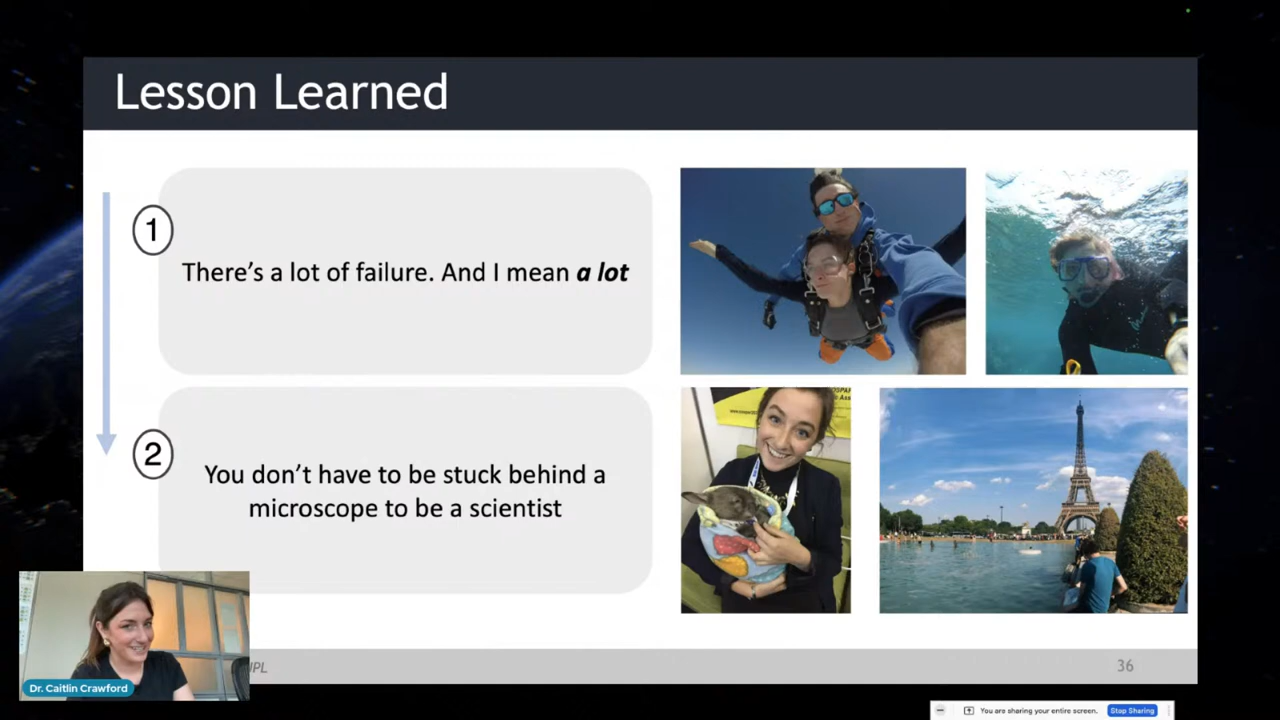 Lesson Learned
1
There's a lot of failure. And I mean a lot
2
You don't have to be stuck behind a
microscope to be a scientist
Dr. Caitlin Crawford
36
You are sharing your entire screen.
Stop Sharing